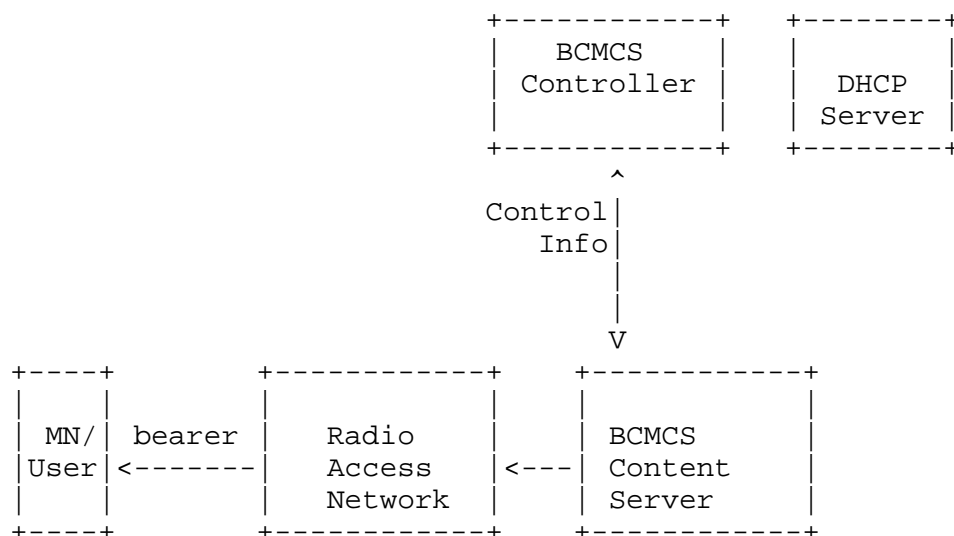 BCMCS
Controller
DHCP
Server
Control
Info
MN/
User
bearer
Radio
Access
Network
BCMCS
Content
Server